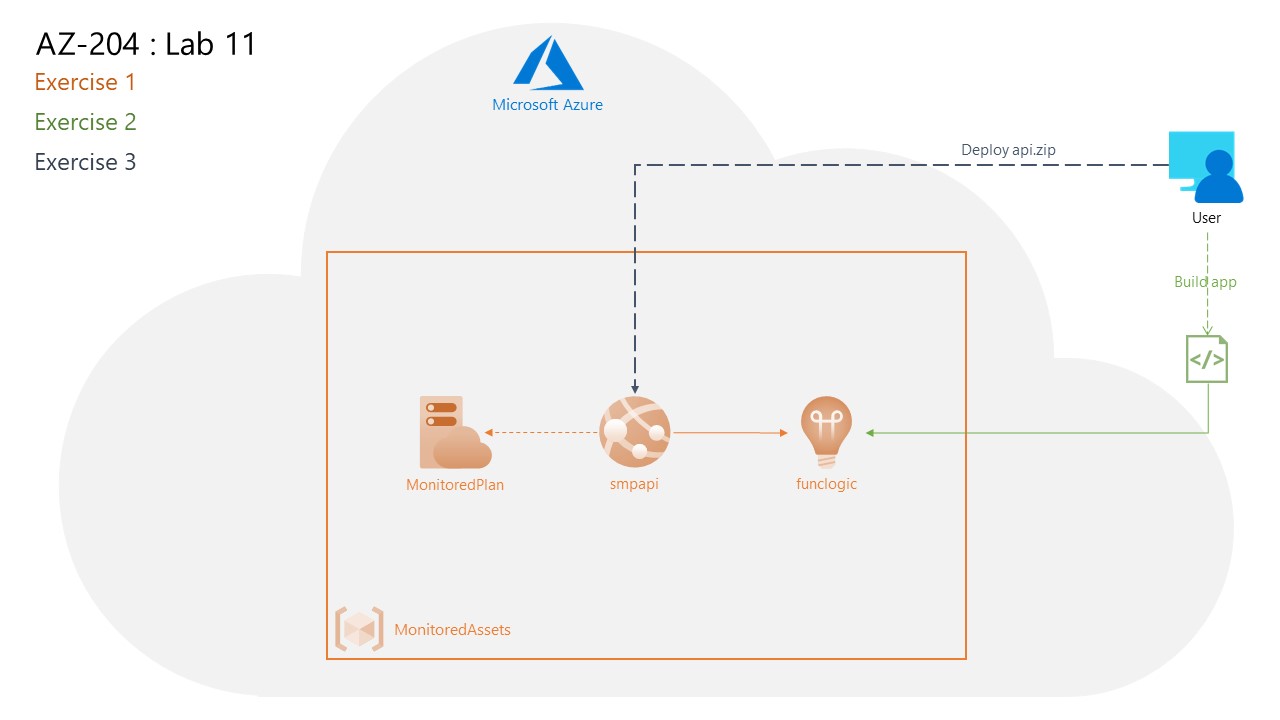 AZ-204 : Lab 11
Exercise 1
Exercise 2
Exercise 3
Microsoft Azure
Deploy api.zip
User
Build app
</>
MonitoredPlan
smpapi
funclogic
MonitoredAssets